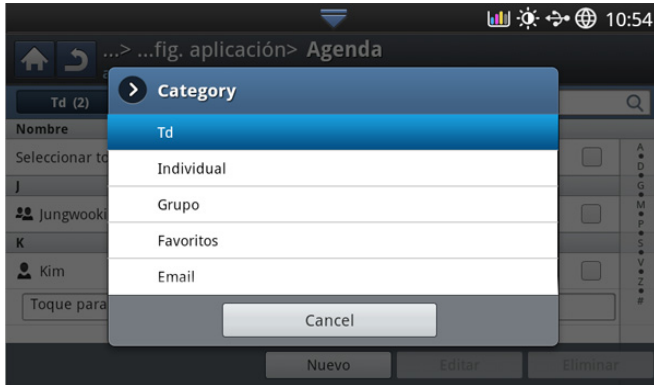 10:54
...> ...fig. aplicación> Agenda
Category
Td (2)
Td
Nombre
Seleccionar to
Individual
J
Grupo
Jungwooki
K
Favoritos
Kim
Email
Toque para
Cancel
A
D
G
M
P
S
V
Z
#
Nuevo Editar Eliminar